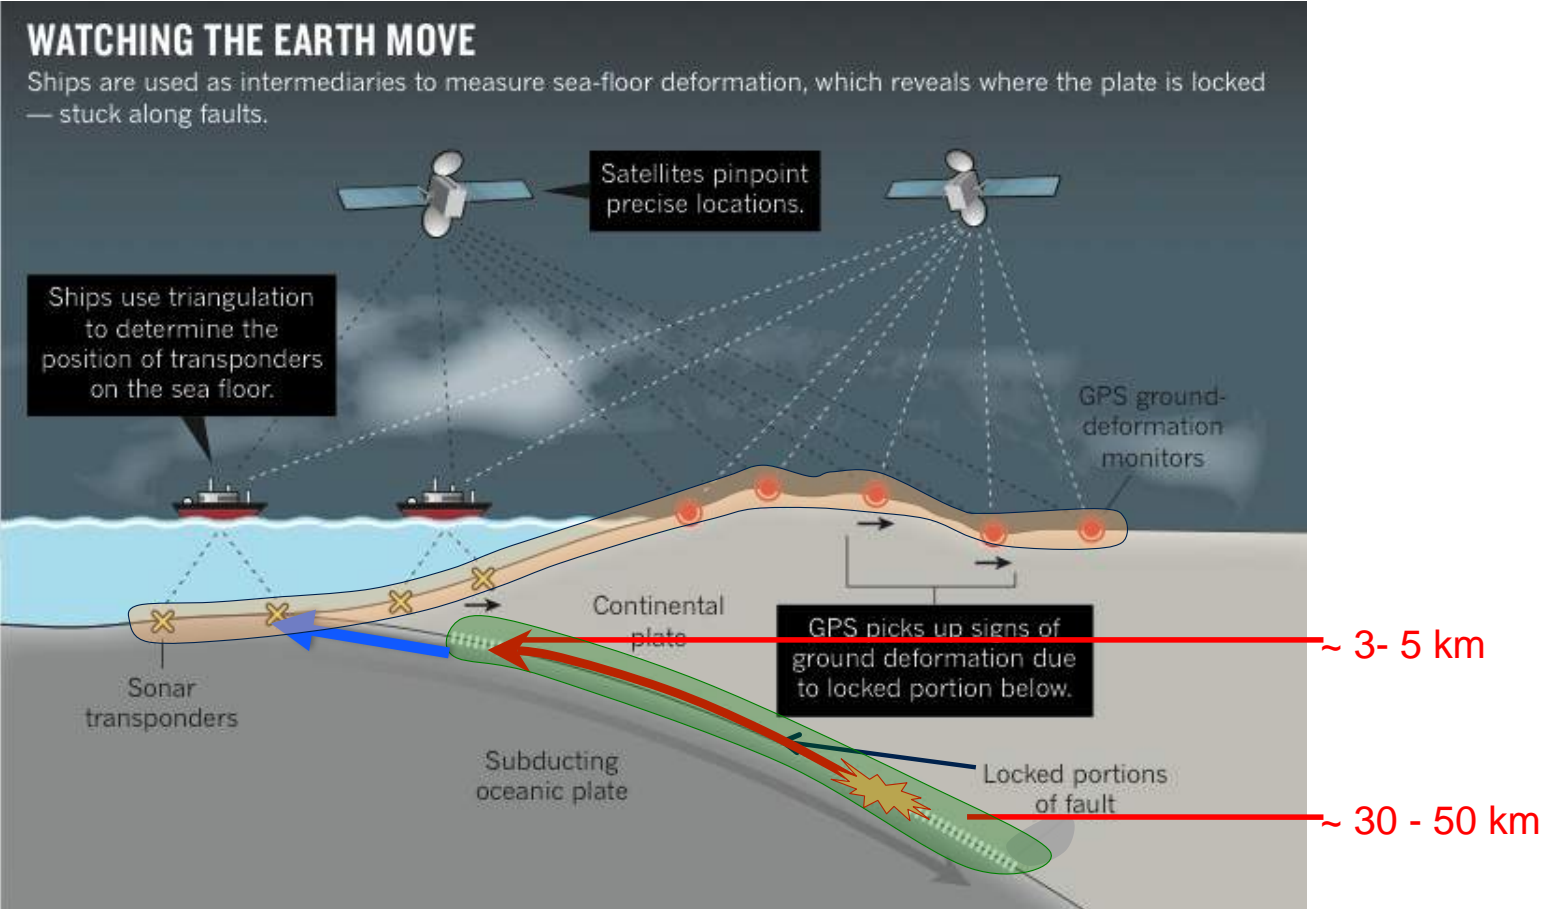 WATCHING THE EARTH MOVE
Ships are used as intermediaries to measure sea-floor deformation, which reveals where the plate is locked
— stuck along faults.
Satellites pinpoint
precise locations.
Ships use triangulation
to determine the
position of transponders
on the sea floor.
GPS ground-
deformation
monitors
Continental
plate
GPS picks up signs of
ground deformation due
to locked portion below.
~ 3- 5 km
Sonar
transponders
Subducting
oceanic plate
Locked portions
of fault
~ 30 - 50 km